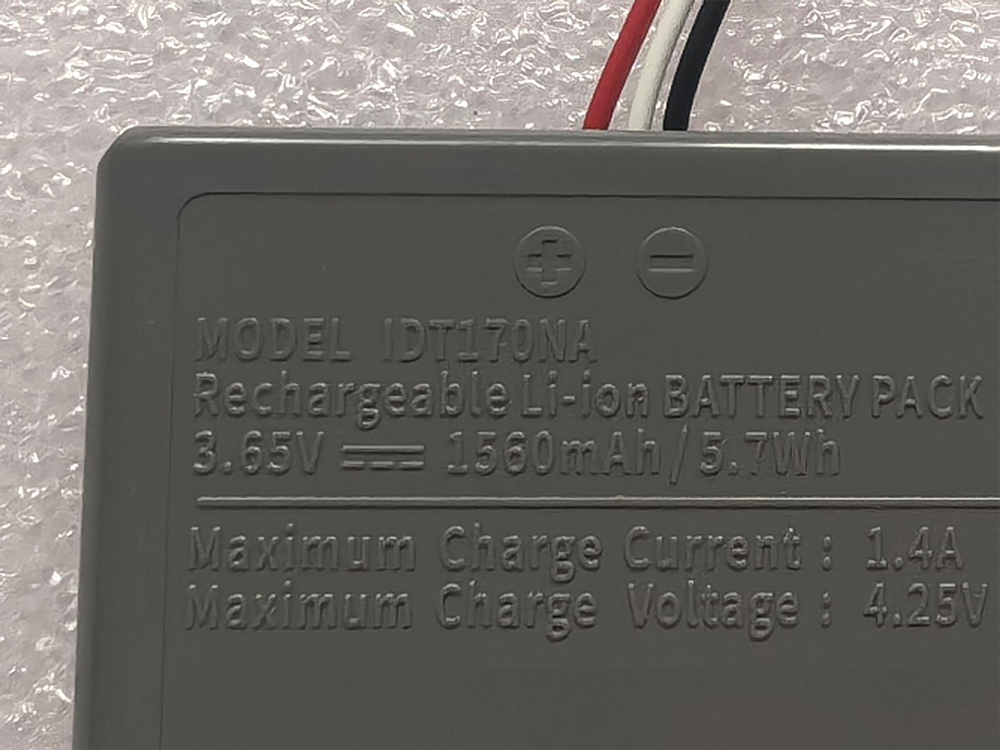 + −
MODEL IDT170NA
Rechargeable Li-ion BATTERY PACK
3.65V ⎓ 1560mAh/5.7Wh
Maximum Charge Current: 1.4A
Maximum Charge Voltage: 4.25V